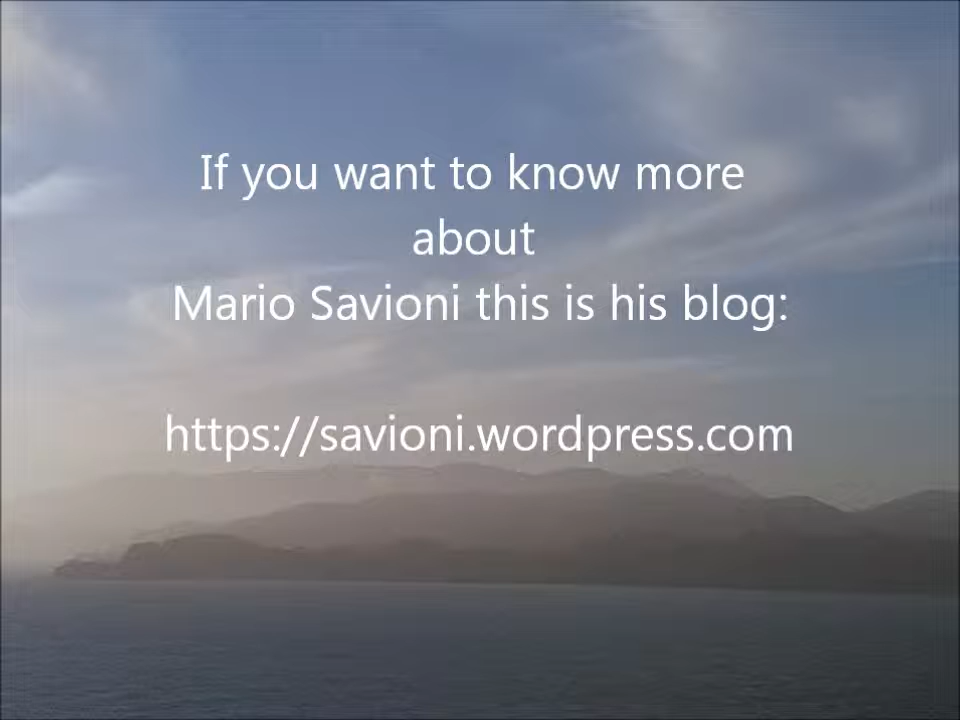 If you want to know more
about
Mario Savioni this is his blog:
https://savioni.wordpress.com